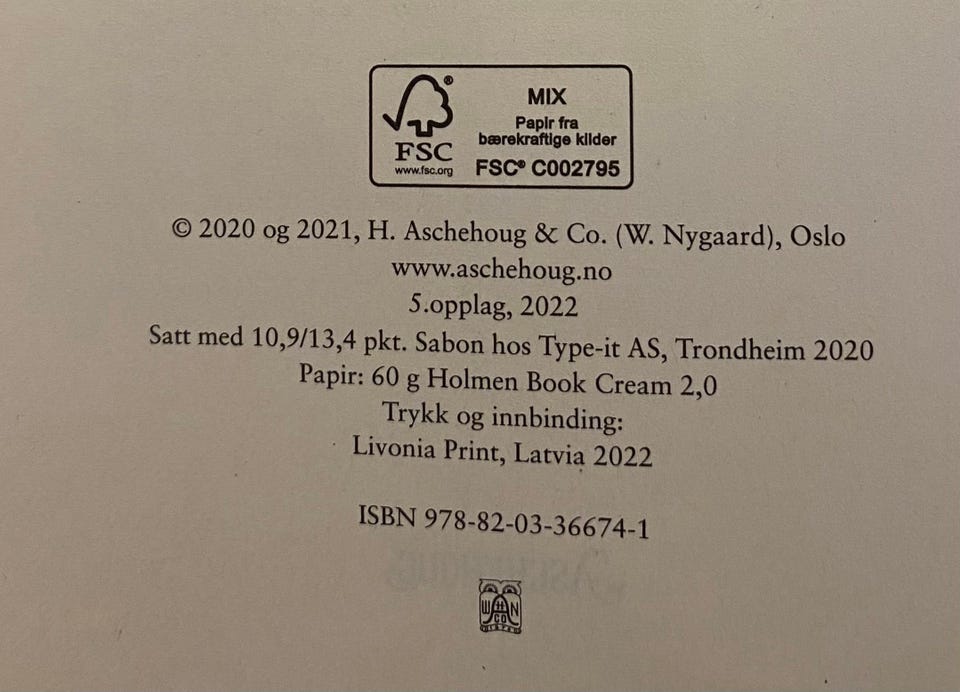 MIX
Papir fra
bærekraftige kilder
FSC® C002795
FSC
www.fsc.org
© 2020 og 2021, H. Aschehoug & Co. (W. Nygaard), Oslo
www.aschehoug.no
5.opplag, 2022
Satt med 10,9/13,4 pkt. Sabon hos Type-it AS, Trondheim 2020
Papir: 60 g Holmen Book Cream 2,0
Trykk og innbinding:
Livonia Print, Latvia 2022
ISBN 978-82-03-36674-1